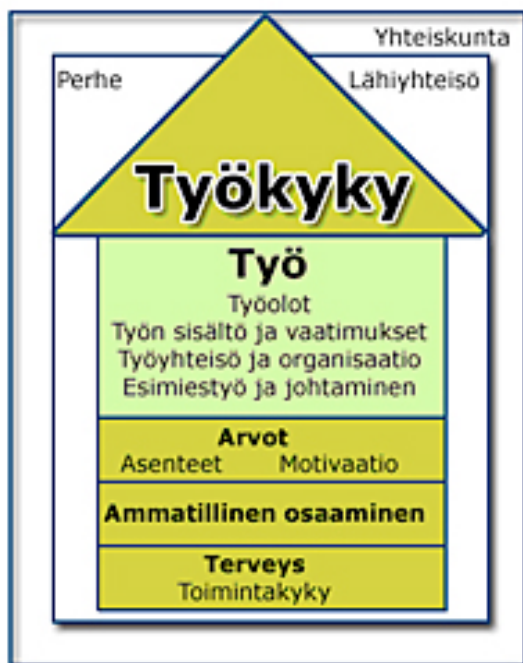 Yhteiskunta
Perhe
Lähiyhteisö
Työkyky
Työ
Työolot
Työn sisältö ja vaatimukset
Työyhteisö ja organisaatio
Esimiestyö ja johtaminen
Arvot
Asenteet Motivaatio
Ammatillinen osaaminen
Terveys
Toimintakyky